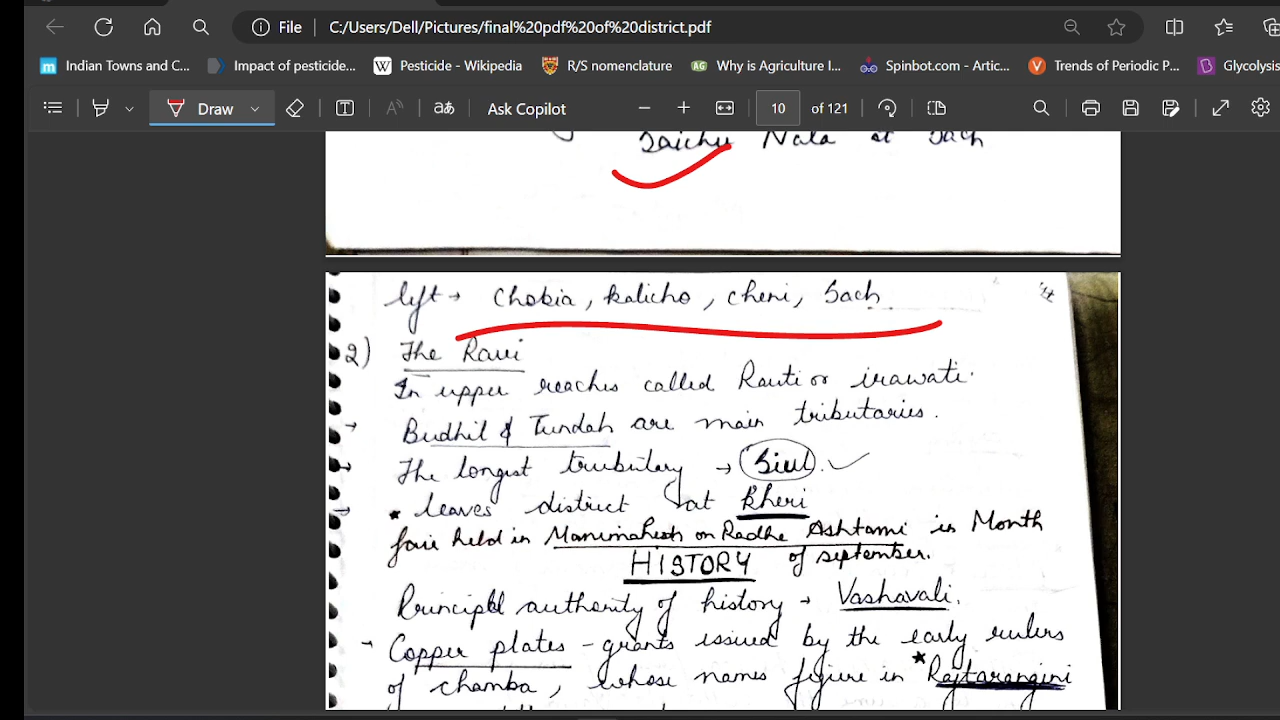 File | C:/Users/Dell/Pictures/final%20pdf%20of%20district.pdf
Indian Towns and C... Impact of pesticide... W Pesticide - Wikipedia R/S nomenclature AG Why is Agriculture I... Spinbot.com - Artic... Trends of Periodic P... Glycolysis
Draw Ask Copilot 10 of 121
Saichu Nala at Sach
left → Chobia, kalicho, cheni, Sach
2) The Ravi
In upper reaches called Rauti or irawati.
→ Budhil & Tundah are main tributaries.
→ The longest tributary → Siul.
→ * leaves district at Kheri
fair held in Manimahesh on Radha Ashtami in Month
of september.
HISTORY
Principal authority of history → Vashavali.
→ Copper plates - grants issued by the early rulers
of chamba, whose names figure in * Rajtarangini